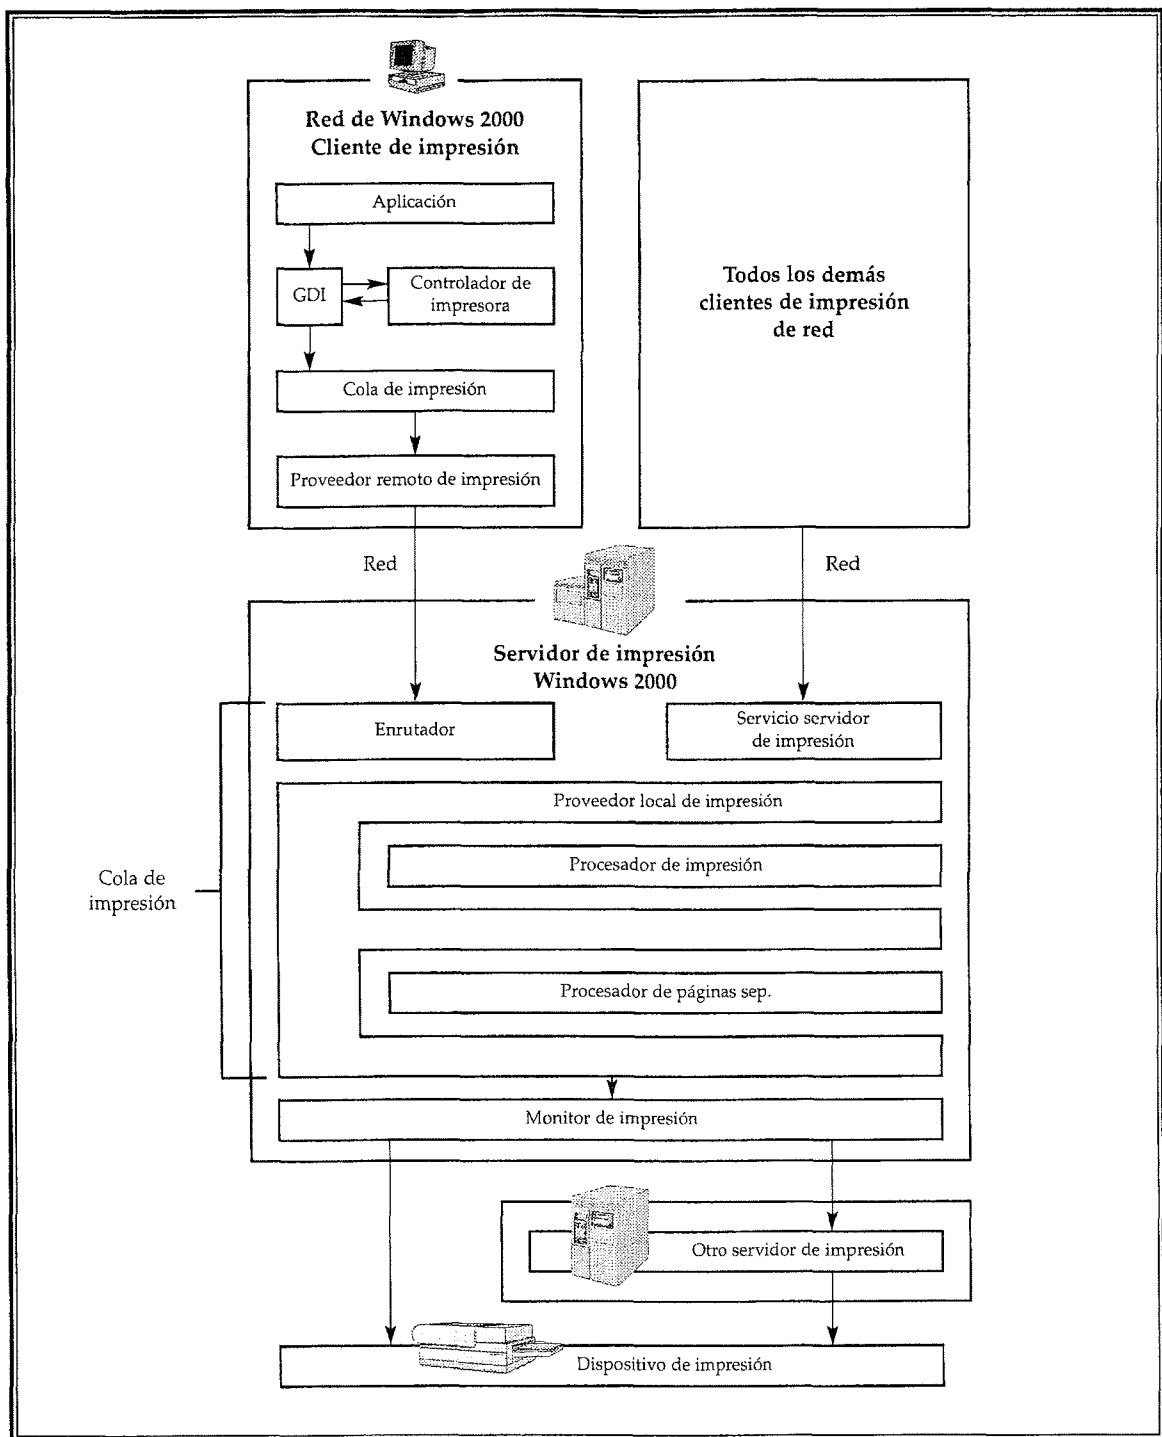 Red de Windows 2000
Cliente de impresión
Aplicación
GDI
Controlador de
impresora
Cola de impresión
Proveedor remoto de impresión
Todos los demás
clientes de impresión
de red
Red
Red
Servidor de impresión
Windows 2000
Enrutador
Servicio servidor
de impresión
Proveedor local de impresión
Procesador de impresión
Cola de
impresión
Procesador de páginas sep.
Monitor de impresión
Otro servidor de impresión
Dispositivo de impresión